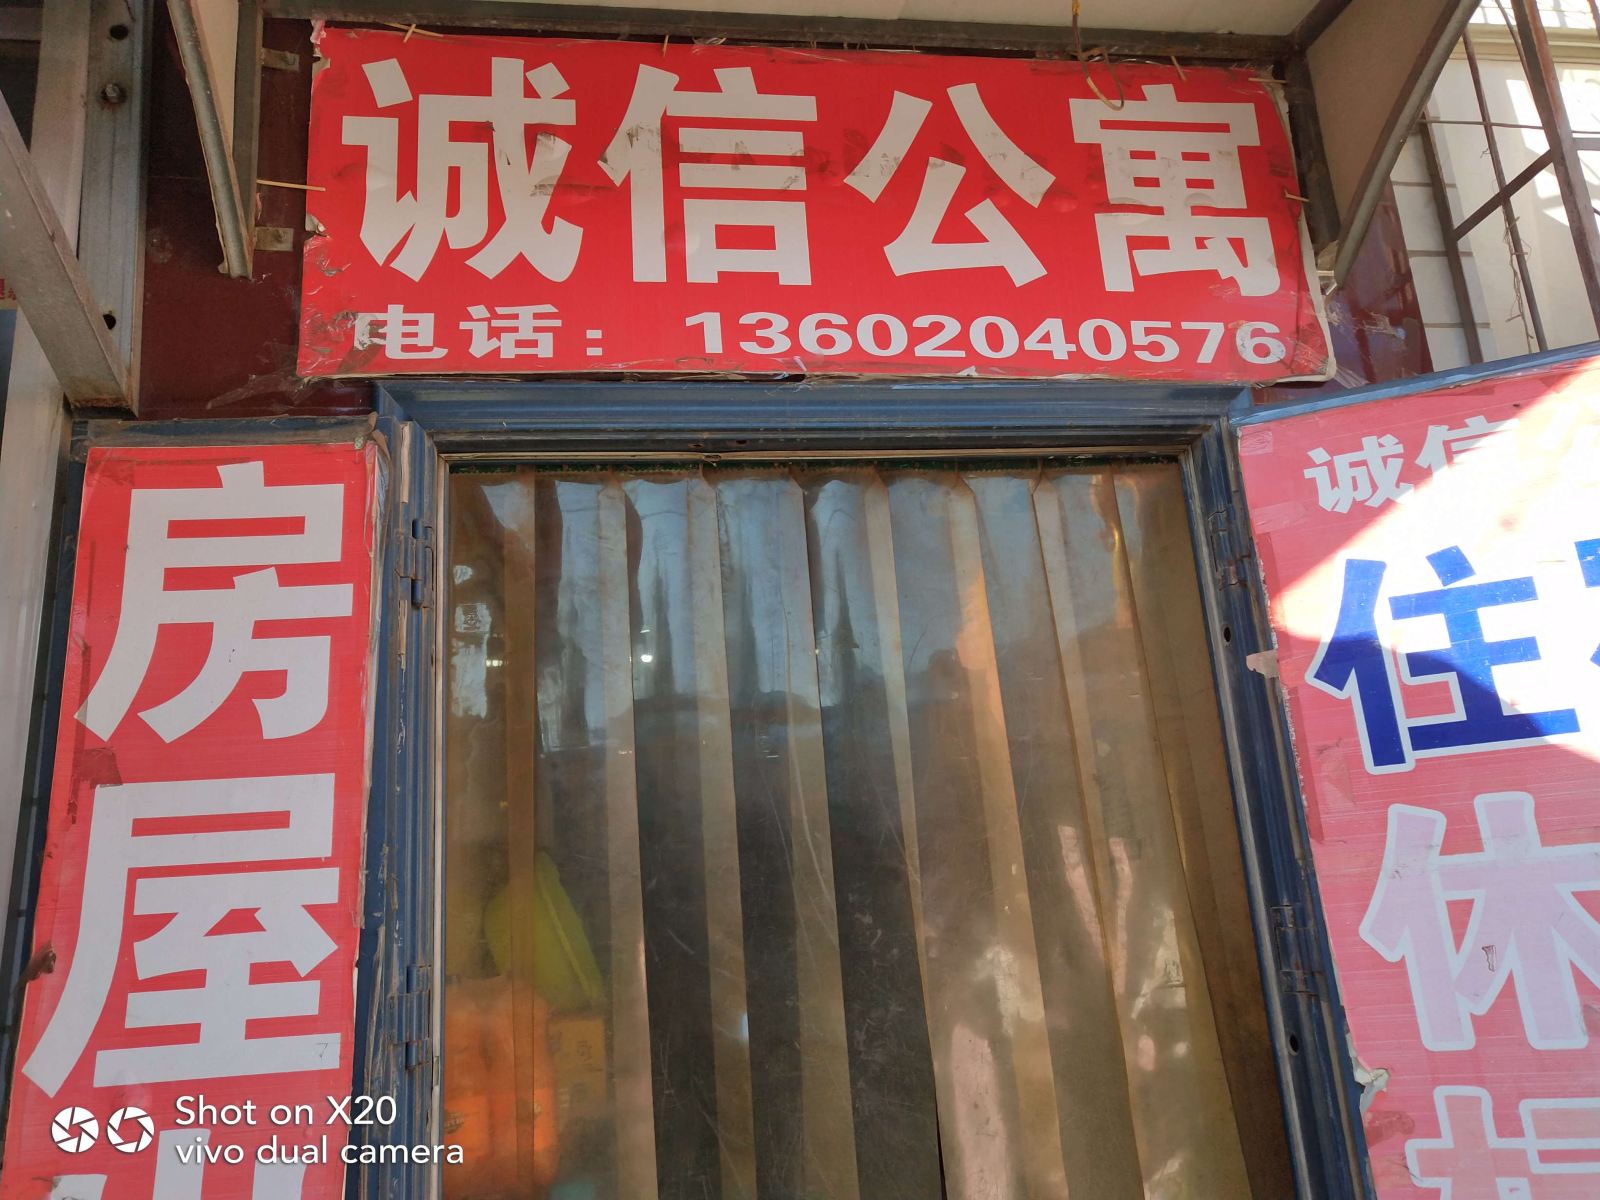 诚信公寓
电话：13602040576
房屋
诚信
住
休
Shot on X20
vivo dual camera